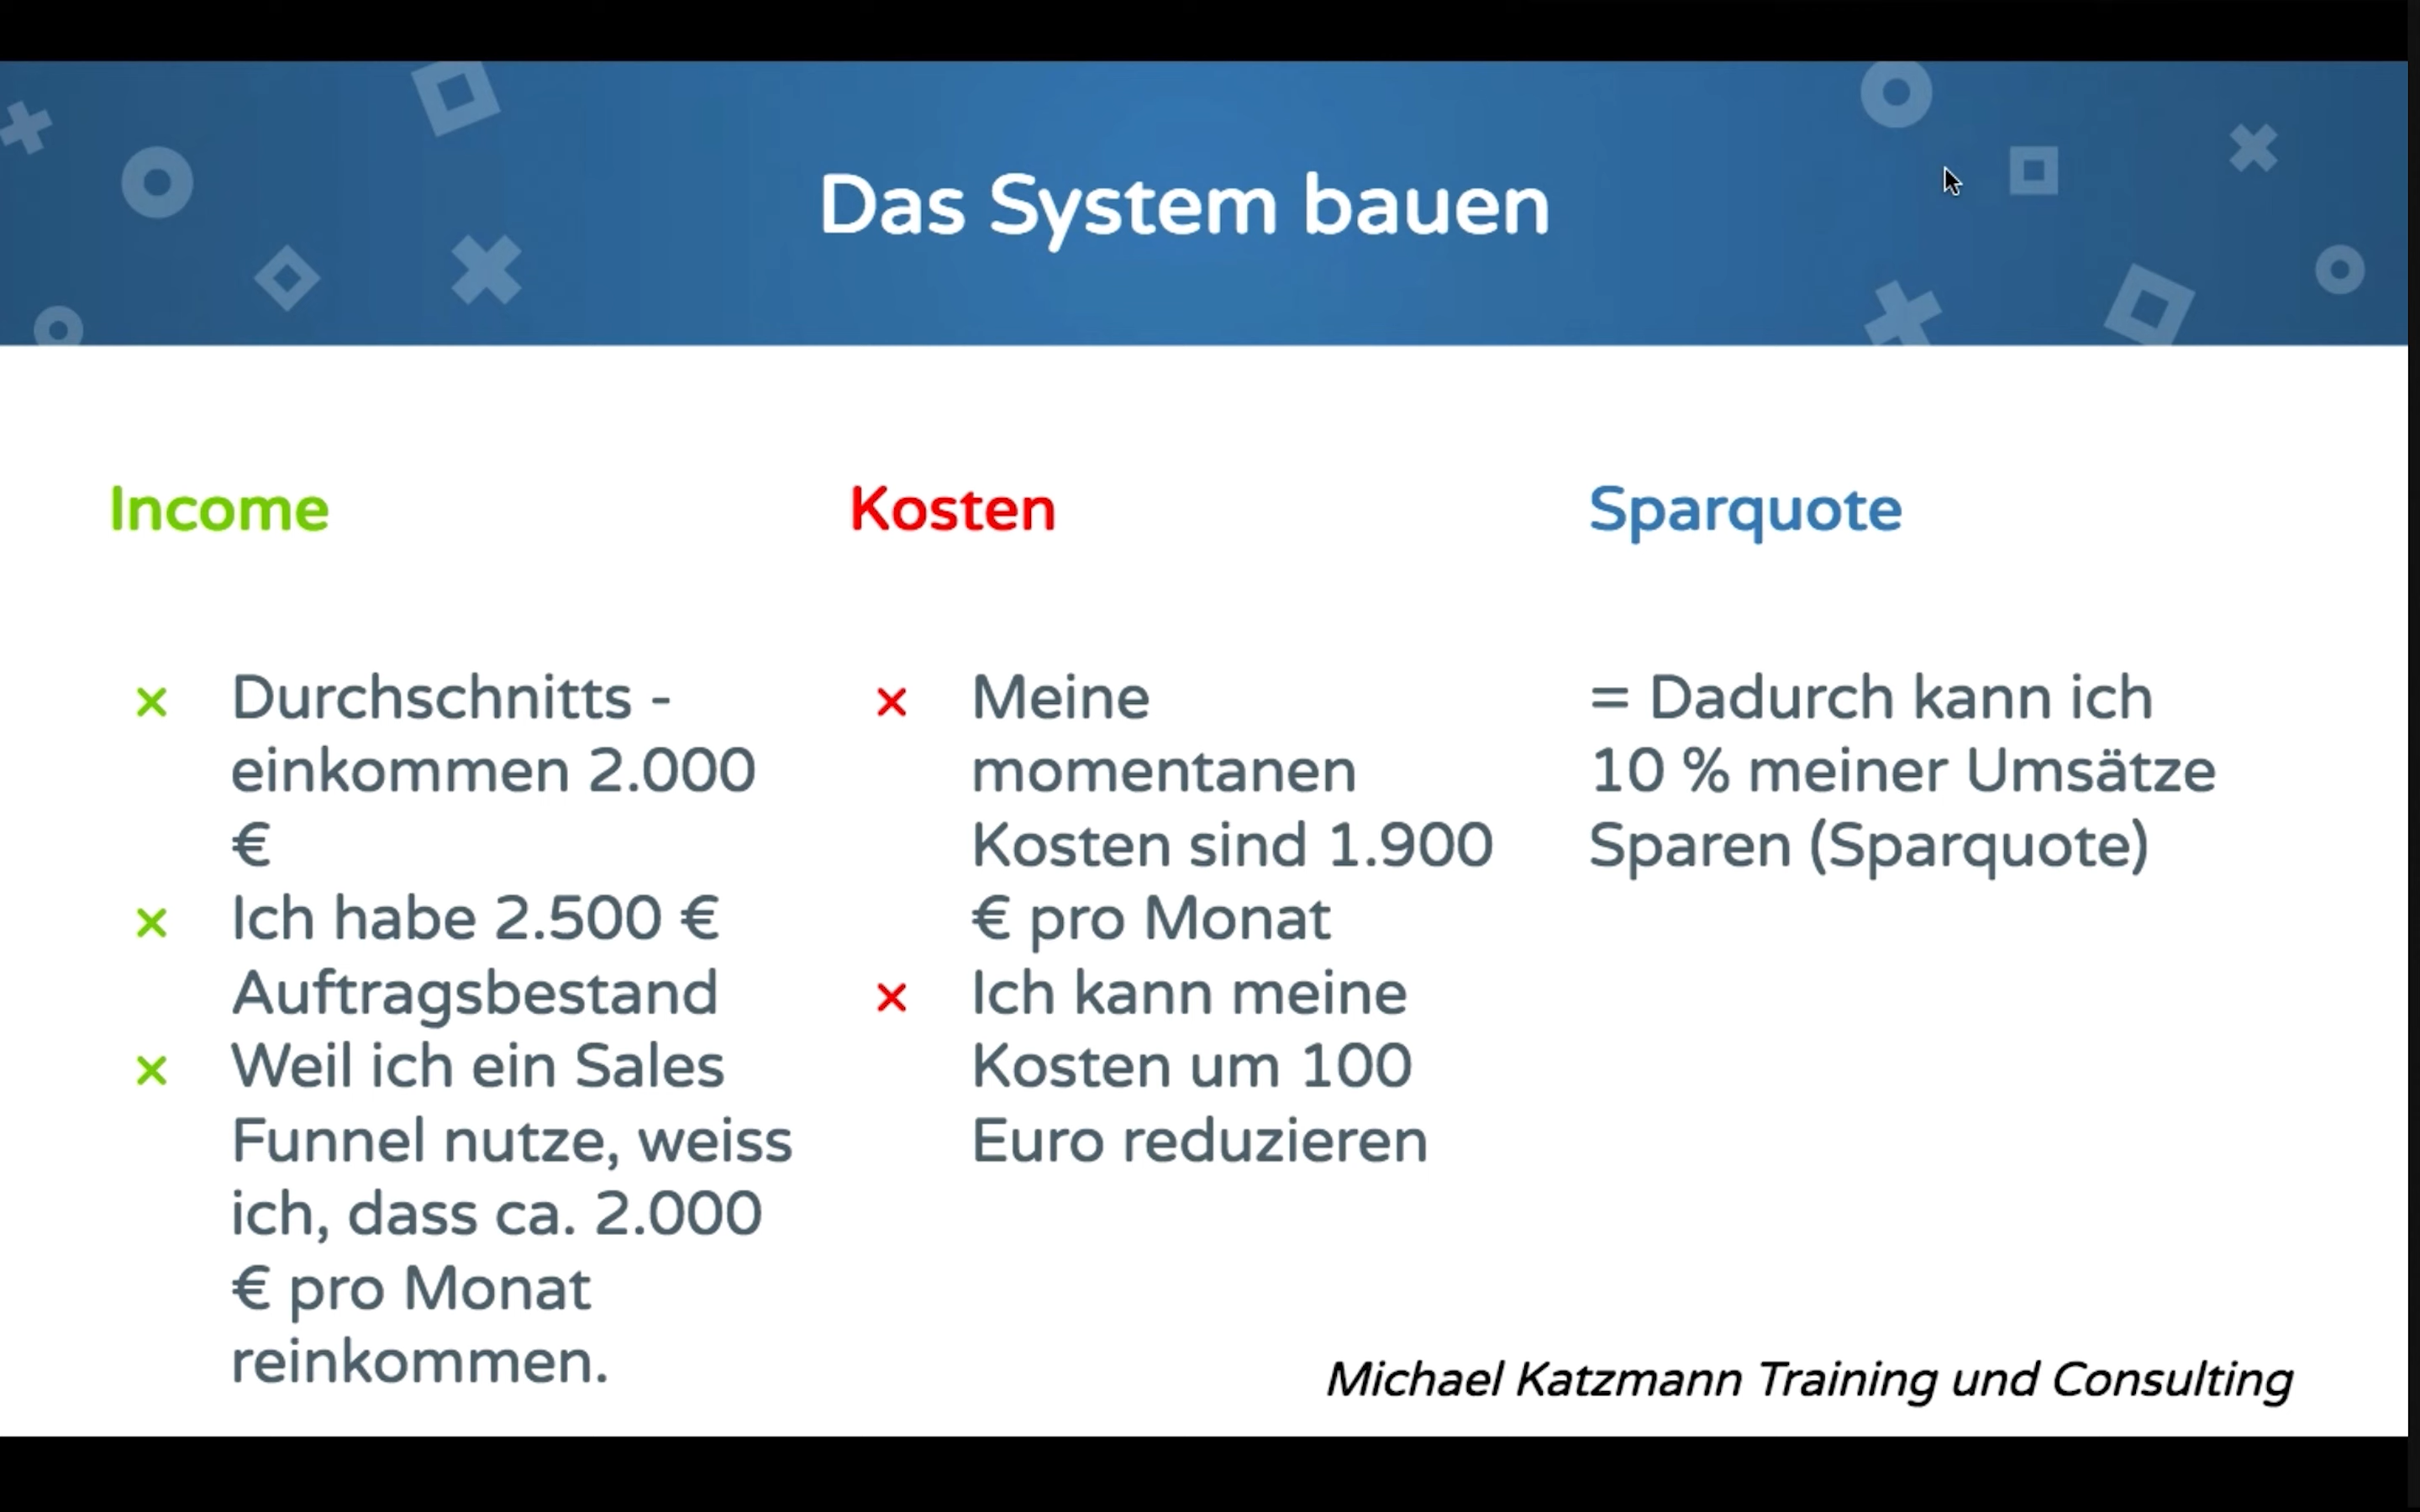 Das System bauen
Income
Durchschnitts -
einkommen 2.000
€
Ich habe 2.500 €
Auftragsbestand
Weil ich ein Sales
Funnel nutze, weiss
ich, dass ca. 2.000
€ pro Monat
reinkommen.
Kosten
Meine
momentanen
Kosten sind 1.900
€ pro Monat
Ich kann meine
Kosten um 100
Euro reduzieren
Sparquote
= Dadurch kann ich
10 % meiner Umsätze
Sparen (Sparquote)
Michael Katzmann Training und Consulting